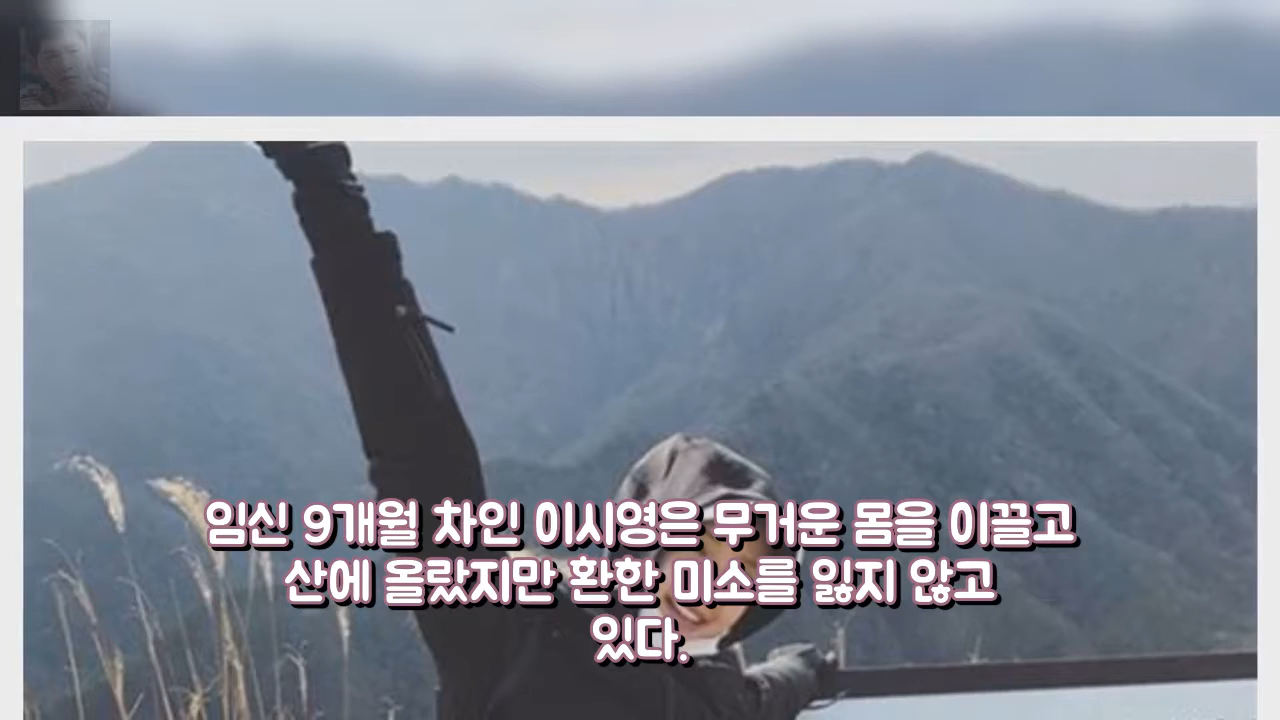 임신 9개월 차인 이시영은 무거운 몸을 이끌고
산에 올랐지만 환한 미소를 잃지 않고
있다.